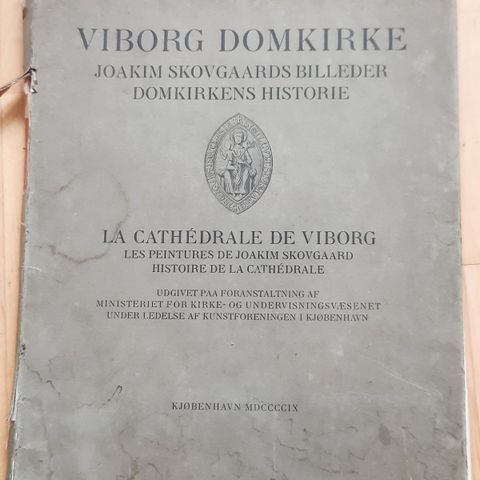 VIBORG DOMKIRKE
JOAKIM SKOVGAARDS BILLEDER
DOMKIRKENS HISTORIE
LA CATHÉDRALE DE VIBORG
LES PEINTURES DE JOAKIM SKOVGAARD
HISTOIRE DE LA CATHÉDRALE
UDGIVET PAA FORANSTALTNING AF
MINISTERIET FOR KIRKE- OG UNDERVISNINGSVÆSENET
UNDER LEDELSE AF KUNSTFORENINGEN I KJØBENHAVN
KJØBENHAVN MDCCCCIX